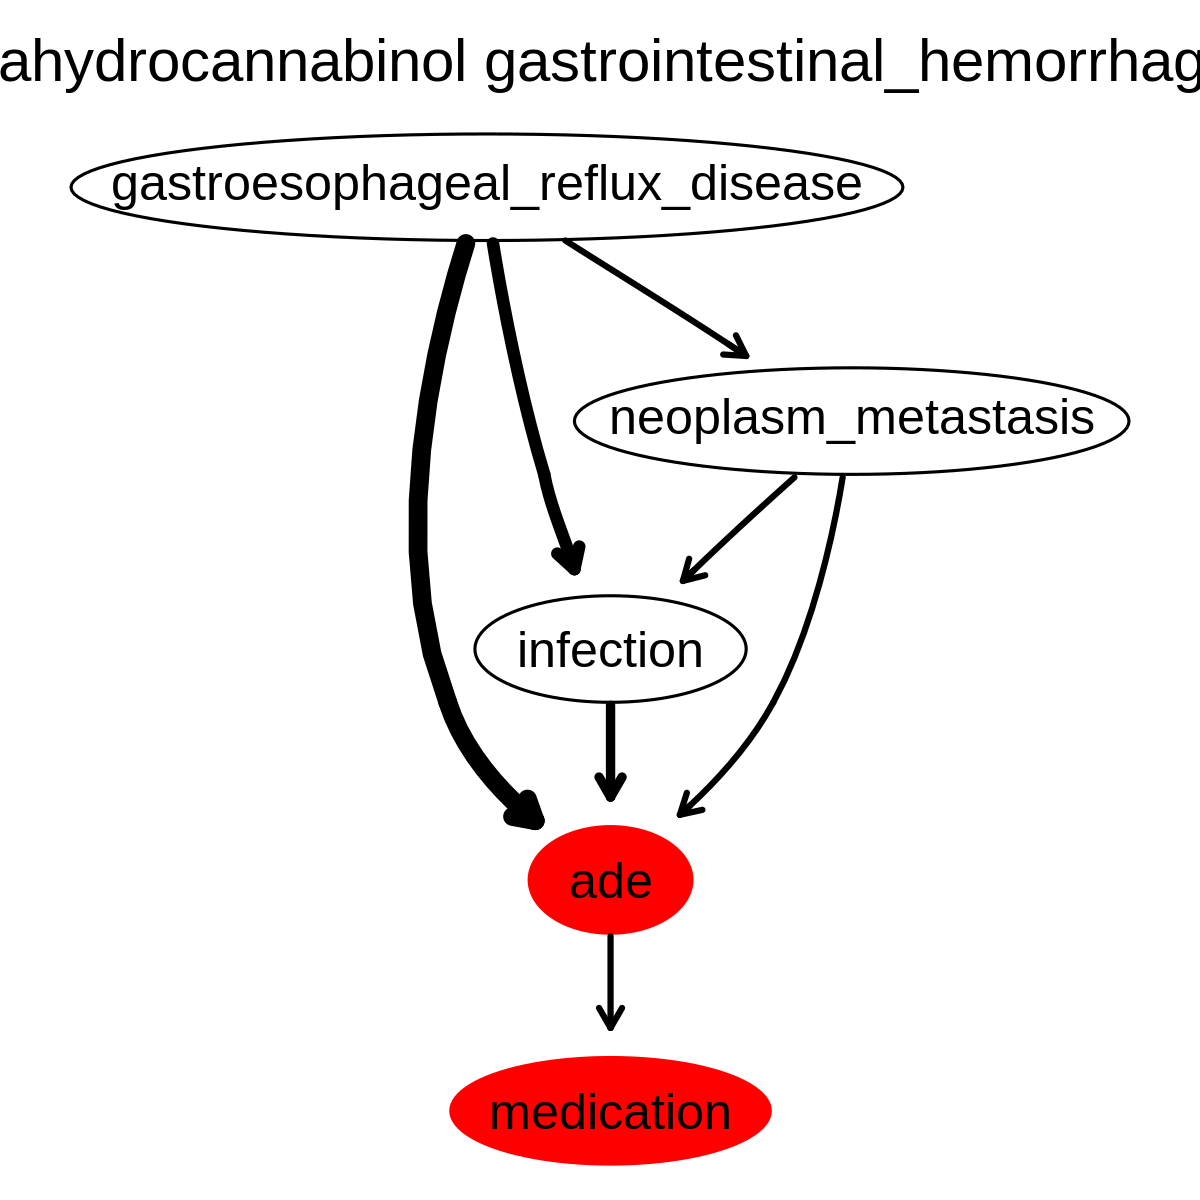 ahydrocannabinol gastrointestinal_hemorrhag
gastroesophageal_reflux_disease
neoplasm_metastasis
infection
ade
medication